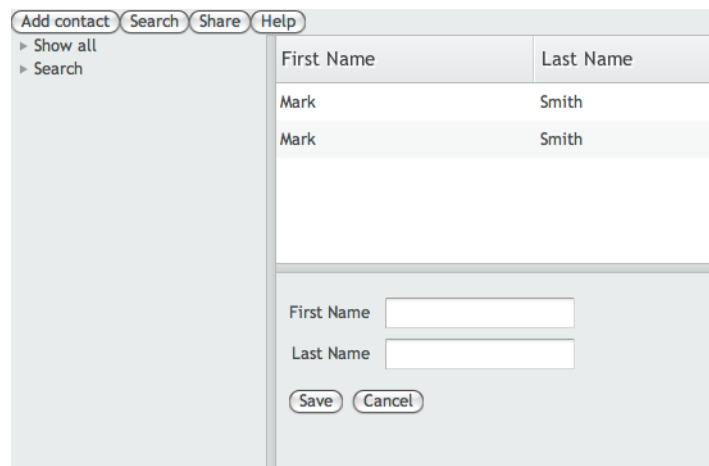 Add contact Search Share Help
Show all
Search
First Name Last Name
Mark Smith
Mark Smith
First Name
Last Name
Save Cancel